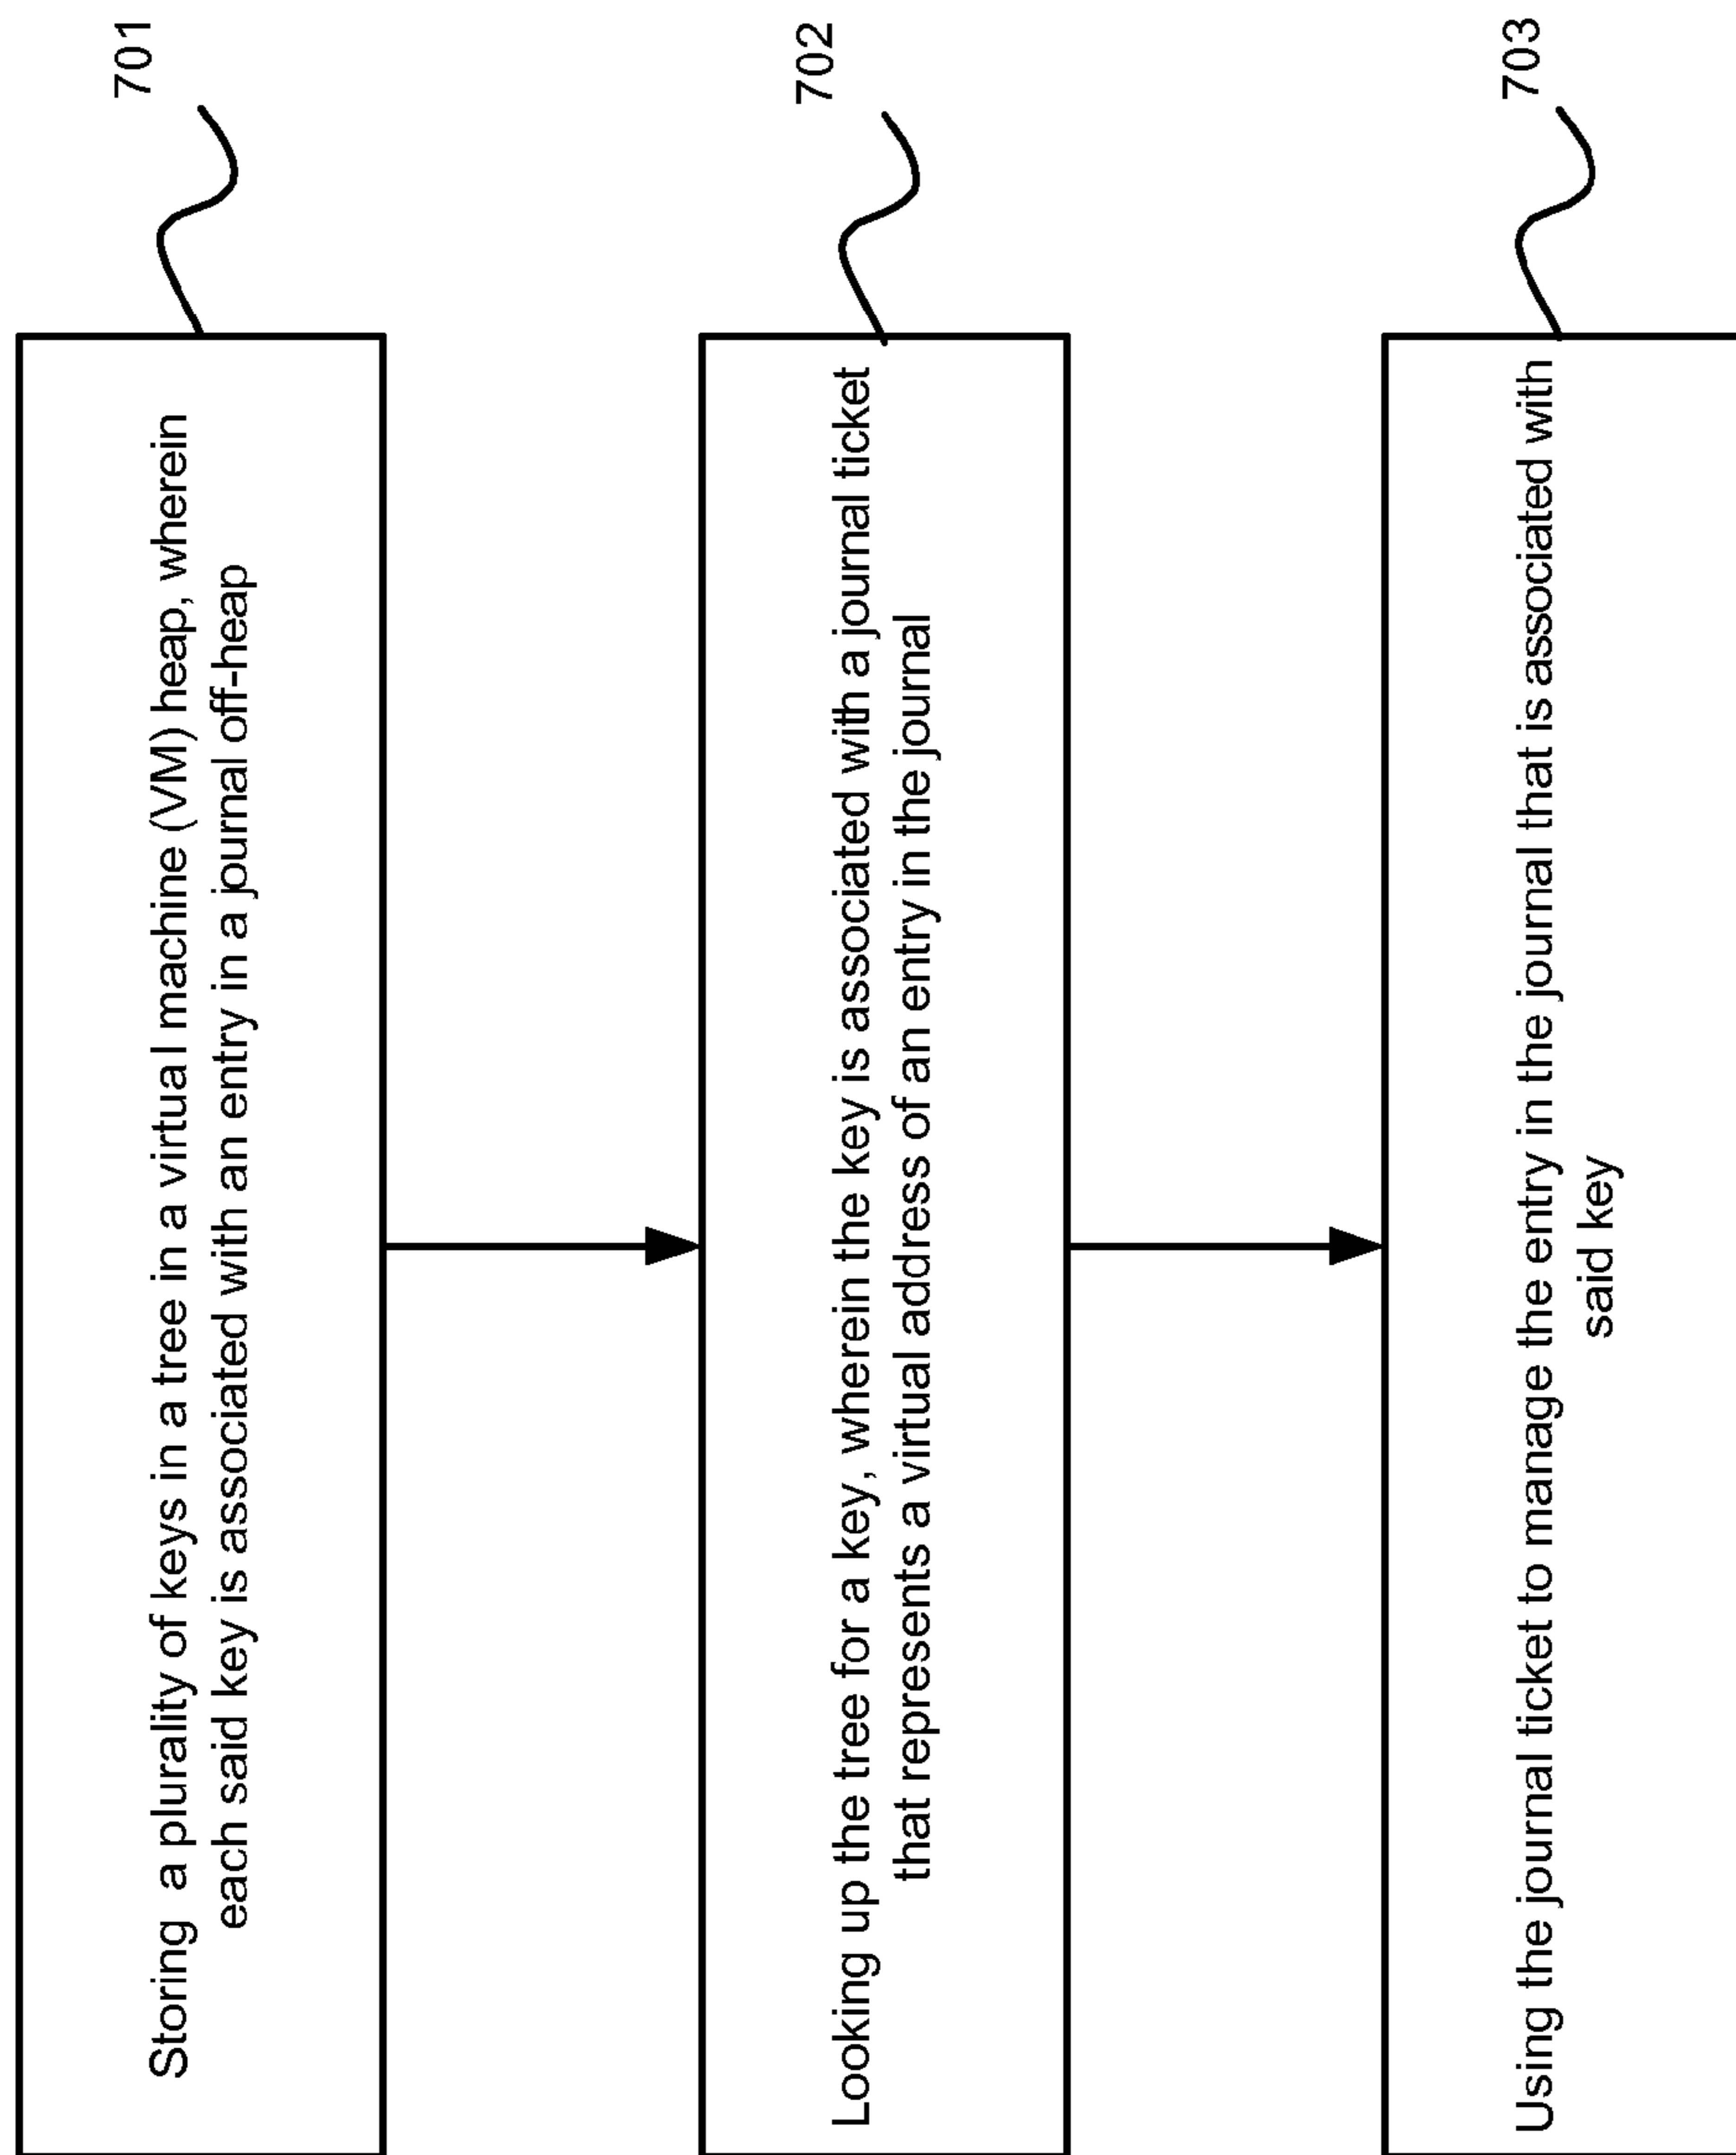 701
Storing a plurality of keys in a tree in a virtual machine (VM) heap, wherein
each said key is associated with an entry in a journal off-heap
702
Looking up the tree for a key, wherein the key is associated with a journal ticket
that represents a virtual address of an entry in the journal
703
Using the journal ticket to manage the entry in the journal that is associated with
said key